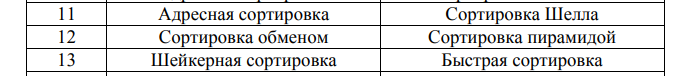 11 Адресная сортировка Сортировка Шелла
12 Сортировка обменом Сортировка пирамидой
13 Шейкерная сортировка Быстрая сортировка